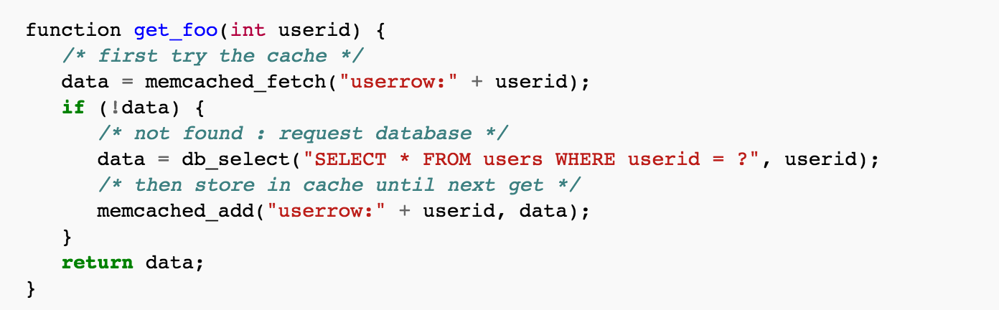 function get_foo(int userid) {
/* first try the cache */
data = memcached_fetch("userrow:" + userid);
if (!data) {
/* not found : request database */
data = db_select("SELECT * FROM users WHERE userid = ?", userid);
/* then store in cache until next get */
memcached_add("userrow:" + userid, data);
}
return data;
}